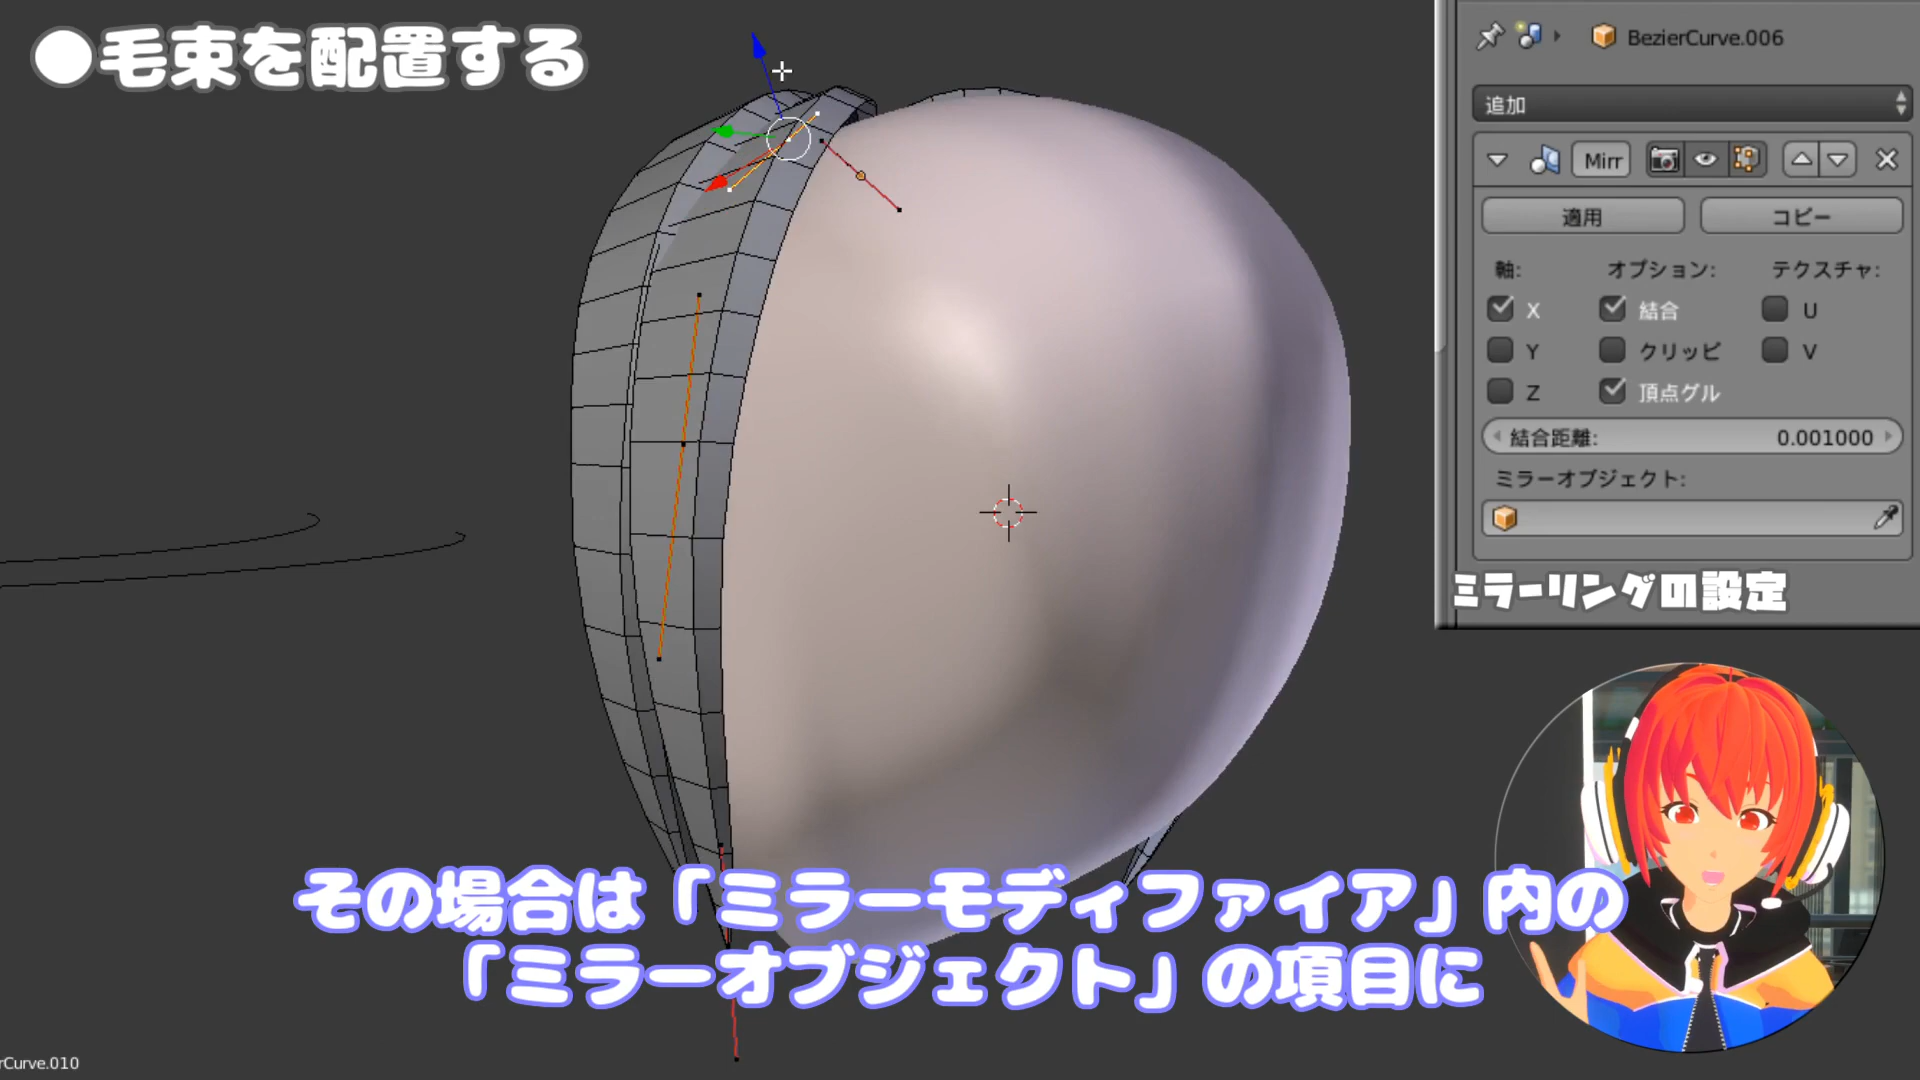 ●毛束を配置する
BezierCurve.006
追加
Mirr
適用
コピー
軸:
オプション:
テクスチャ:
X
結合
U
Y
クリッピ
V
Z
頂点グル
結合距離:
0.001000
ミラーオブジェクト:
ミラーリングの設定
その場合は「ミラーモディファイア」内の
「ミラーオブジェクト」の項目に
rCurve.010